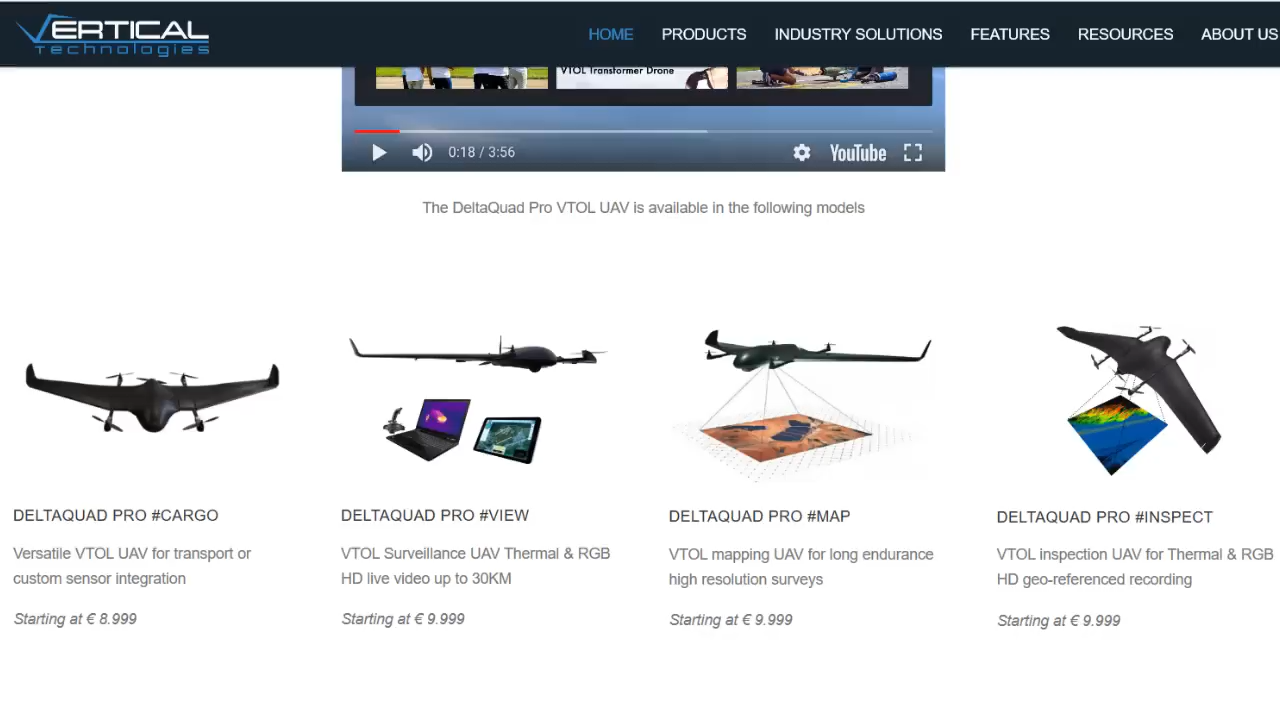 VERTICAL
Technologies
HOME PRODUCTS INDUSTRY SOLUTIONS FEATURES RESOURCES ABOUT US
VTOL Transformer Drone
0:18 / 3:56
YouTube
The DeltaQuad Pro VTOL UAV is available in the following models
DELTAQUAD PRO #CARGO
Versatile VTOL UAV for transport or
custom sensor integration
Starting at € 8.999
DELTAQUAD PRO #VIEW
VTOL Surveillance UAV Thermal & RGB
HD live video up to 30KM
Starting at € 9.999
DELTAQUAD PRO #MAP
VTOL mapping UAV for long endurance
high resolution surveys
Starting at € 9.999
DELTAQUAD PRO #INSPECT
VTOL inspection UAV for Thermal & RGB
HD geo-referenced recording
Starting at € 9.999